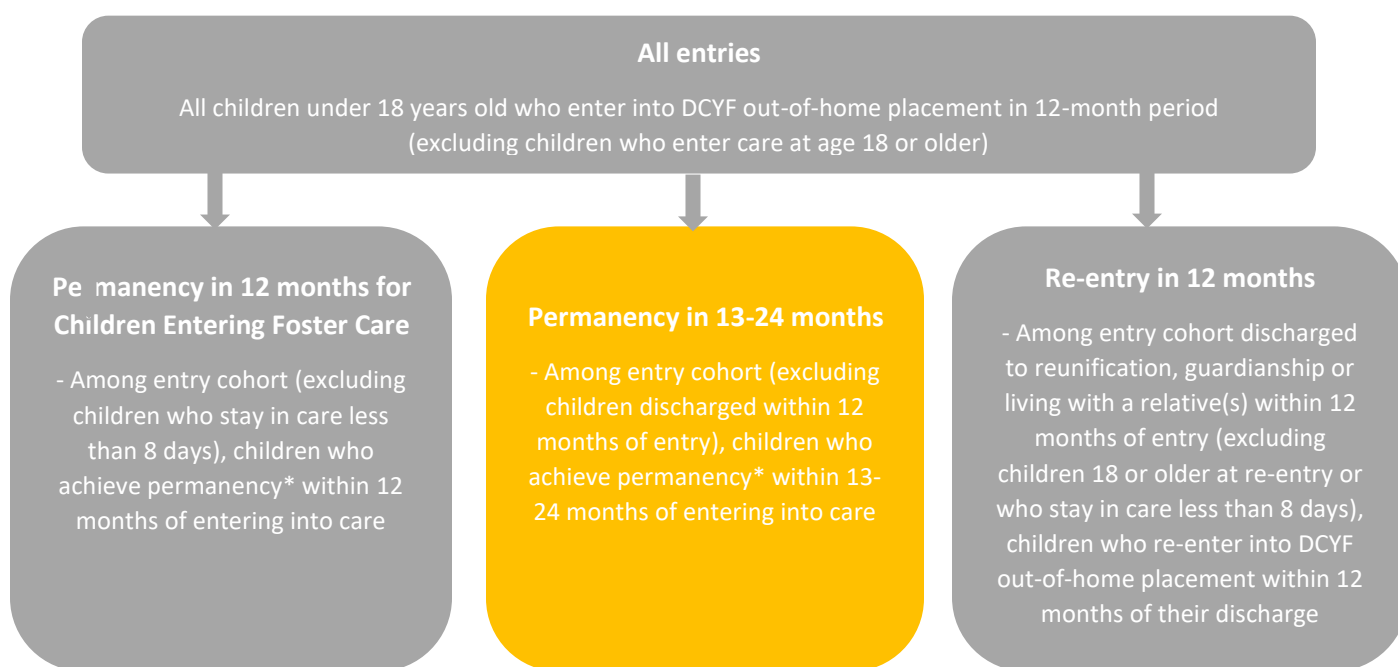 All entries
All children under 18 years old who enter into DCYF out-of-home placement in 12-month period
(excluding children who enter care at age 18 or older)
Pe manency in 12 months for
Children Entering Foster Care
- Among entry cohort (excluding
children who stay in care less
than 8 days), children who
achieve permanency* within 12
months of entering into care
Permanency in 13-24 months
- Among entry cohort (excluding
children discharged within 12
months of entry), children who
achieve permanency* within 13-
24 months of entering into care
Re-entry in 12 months
- Among entry cohort discharged
to reunification, guardianship or
living with a relative(s) within 12
months of entry (excluding
children 18 or older at re-entry or
who stay in care less than 8 days),
children who re-enter into DCYF
out-of-home placement within 12
months of their discharge